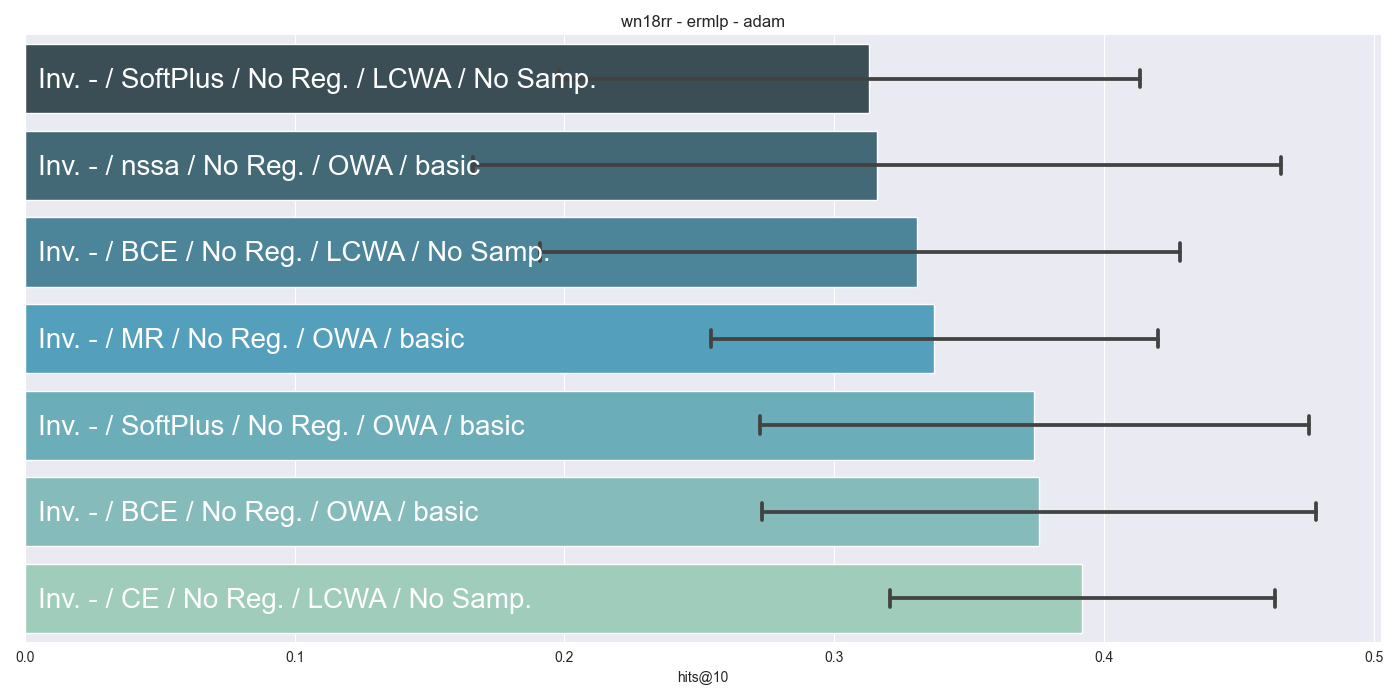 wn18rr - ermlp - adam
Inv. - / SoftPlus / No Reg. / LCWA / No Samp.
Inv. - / nssa / No Reg. / OWA / basic
Inv. - / BCE / No Reg. / LCWA / No Samp.
Inv. - / MR / No Reg. / OWA / basic
Inv. - / SoftPlus / No Reg. / OWA / basic
Inv. - / BCE / No Reg. / OWA / basic
Inv. - / CE / No Reg. / LCWA / No Samp.
0.0 0.1 0.2 0.3 0.4 0.5
hits@10